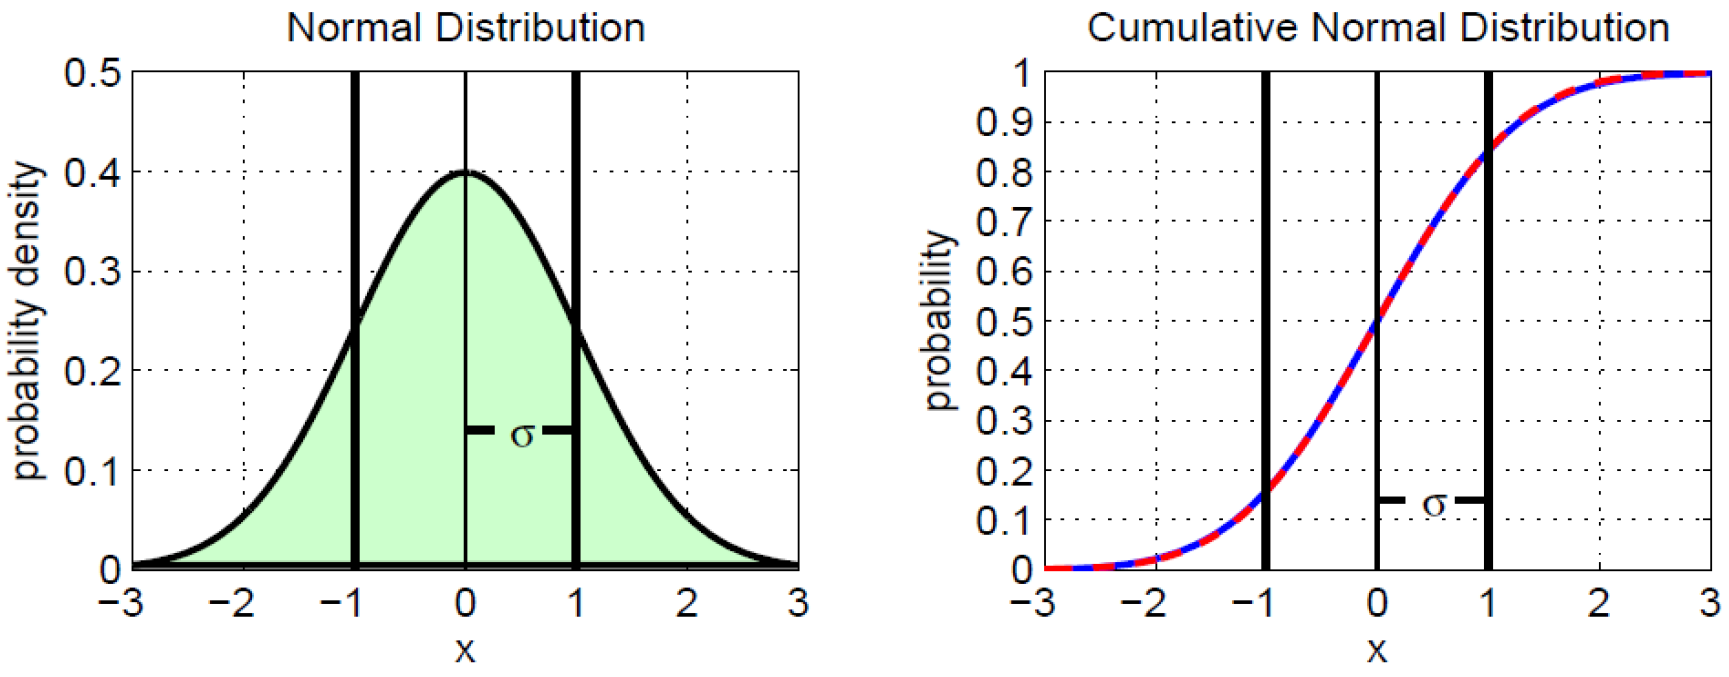 Normal Distribution
0.5
0.4
0.3
0.2
0.1
0
probability density
σ
−3 −2 −1 0 1 2 3
x
Cumulative Normal Distribution
1
0.9
0.8
0.7
0.6
0.5
0.4
0.3
0.2
0.1
0
probability
σ
−3 −2 −1 0 1 2 3
x